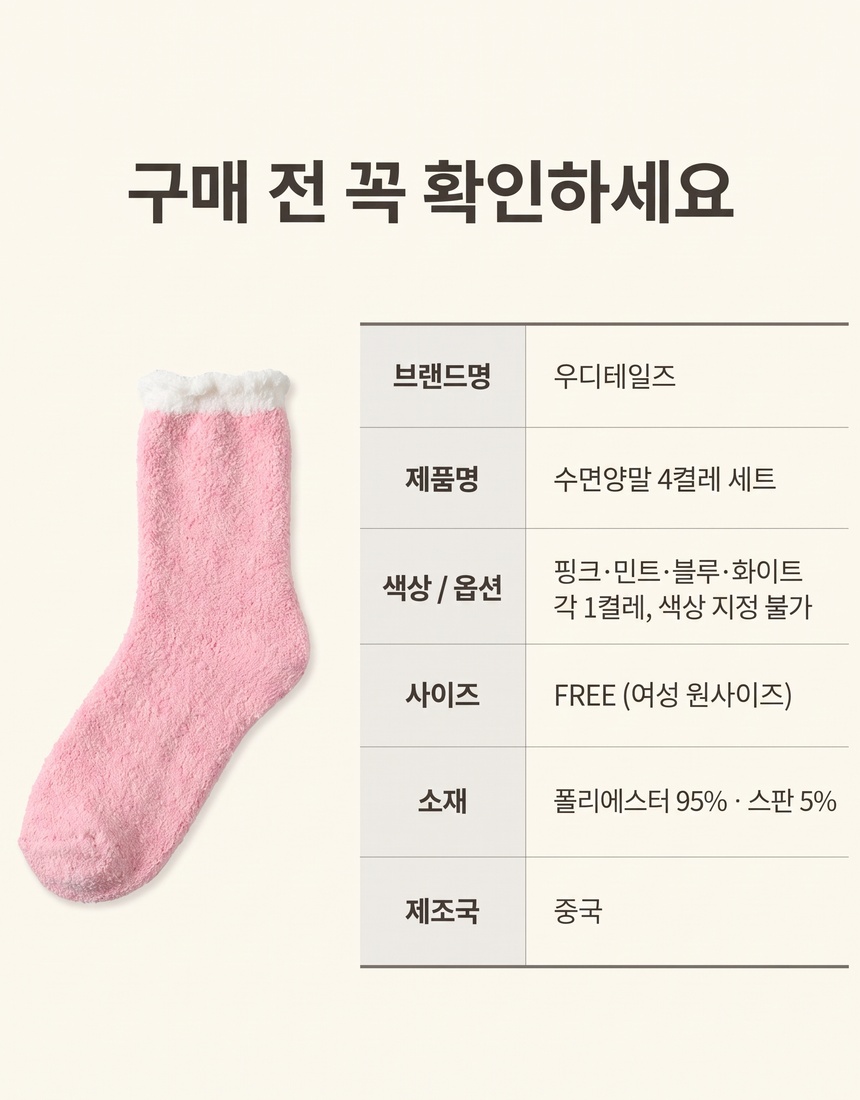 구매 전 꼭 확인하세요
브랜드명 우디테일즈
제품명 수면양말 4켤레 세트
색상 / 옵션 핑크·민트·블루·화이트
각 1켤레, 색상 지정 불가
사이즈 FREE (여성 원사이즈)
소재 폴리에스터 95% · 스판 5%
제조국 중국